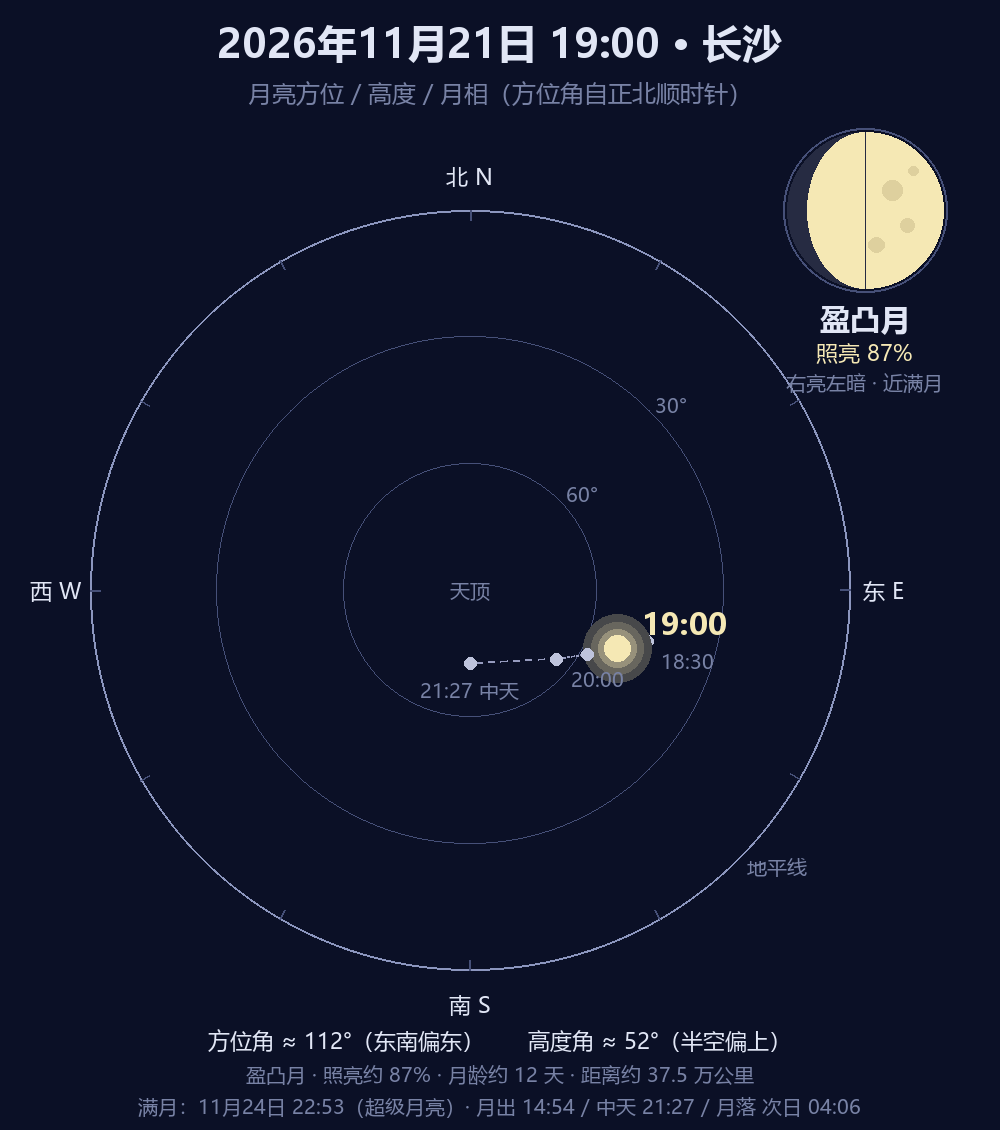 2026年11月21日 19:00 • 长沙
月亮方位 / 高度 / 月相（方位角自正北顺时针）
北 N
盈凸月
照亮 87%
右亮左暗 · 近满月
30°
60°
西 W
天顶
东 E
19:00
18:30
20:00
21:27 中天
地平线
南 S
方位角 ≈ 112°（东南偏东） 高度角 ≈ 52°（半空偏上）
盈凸月 · 照亮约 87% · 月龄约 12 天 · 距离约 37.5 万公里
满月：11月24日 22:53（超级月亮）· 月出 14:54 / 中天 21:27 / 月落 次日 04:06